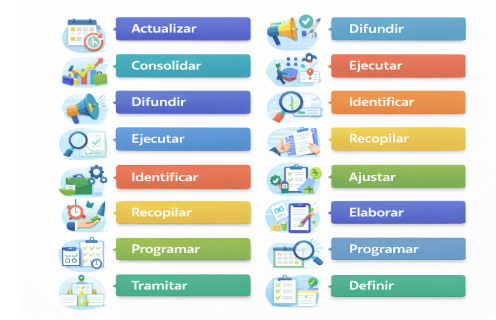 Actualizar
Consolidar
Difundir
Ejecutar
Identificar
Recopilar
Programar
Tramitar
Difundir
Ejecutar
Identificar
Recopilar
Ajustar
Elaborar
Programar
Definir